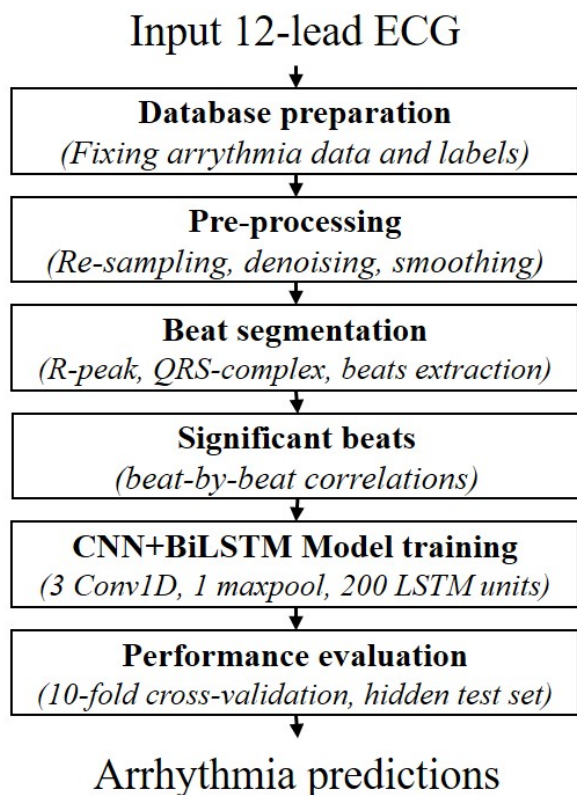 Input 12-lead ECG
Database preparation
(Fixing arrythmia data and labels)
Pre-processing
(Re-sampling, denoising, smoothing)
Beat segmentation
(R-peak, QRS-complex, beats extraction)
Significant beats
(beat-by-beat correlations)
CNN+BiLSTM Model training
(3 Conv1D, 1 maxpool, 200 LSTM units)
Performance evaluation
(10-fold cross-validation, hidden test set)
Arrhythmia predictions